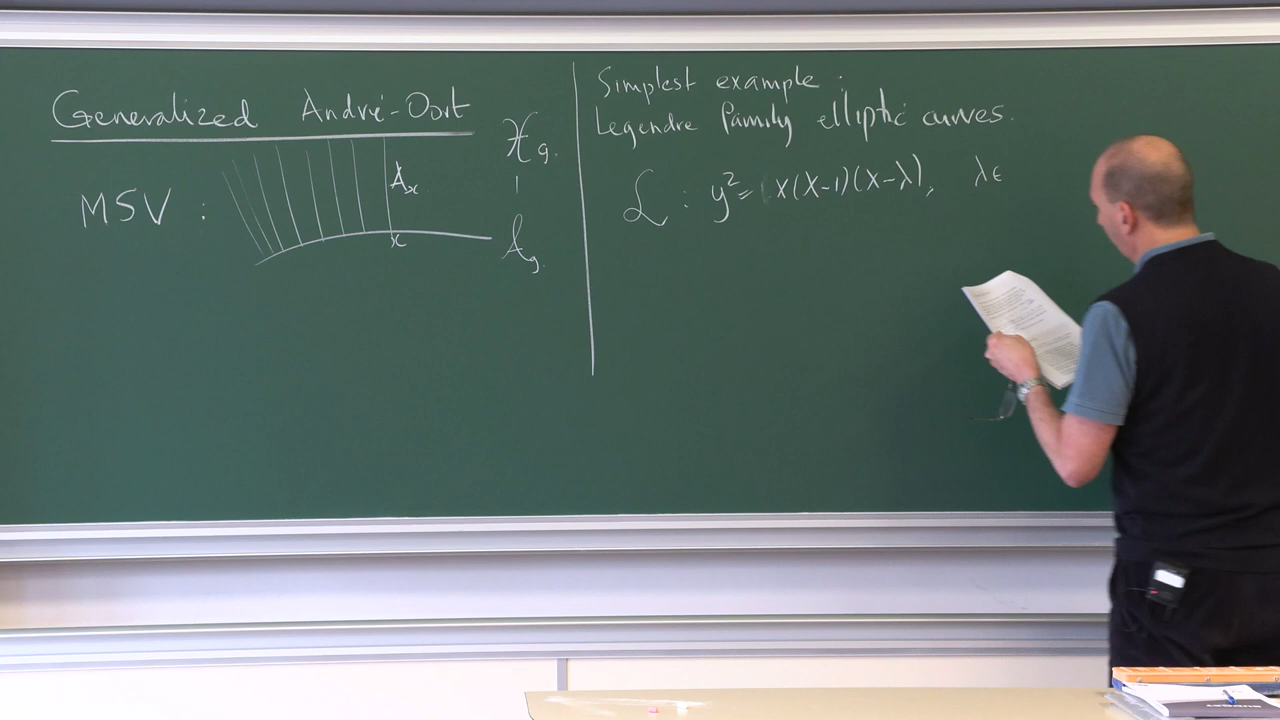 Generalized André-Oort
MSV :
A_x
x
𝒳_g.
A_g.
Simplest example :
Legendre family elliptic curves.
ℒ : y² = x(x-1)(x-λ), λ∈